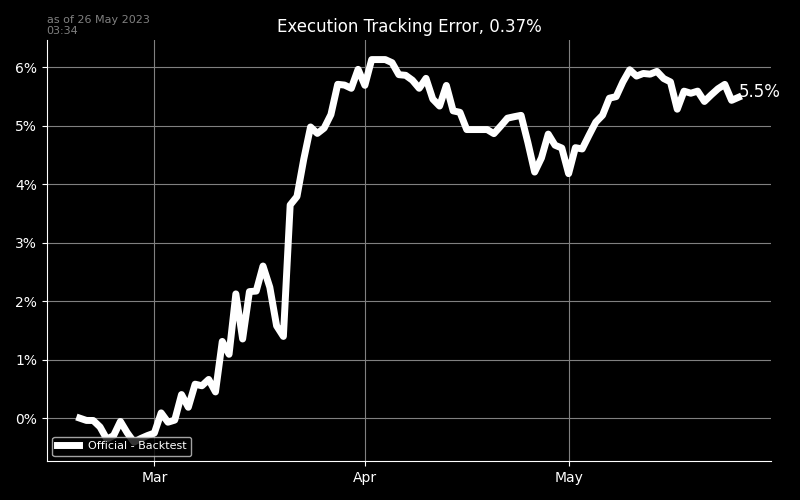 as of 26 May 2023
03:34
Execution Tracking Error, 0.37%
6%
5%
4%
3%
2%
1%
0%
5.5%
Official - Backtest
Mar Apr May